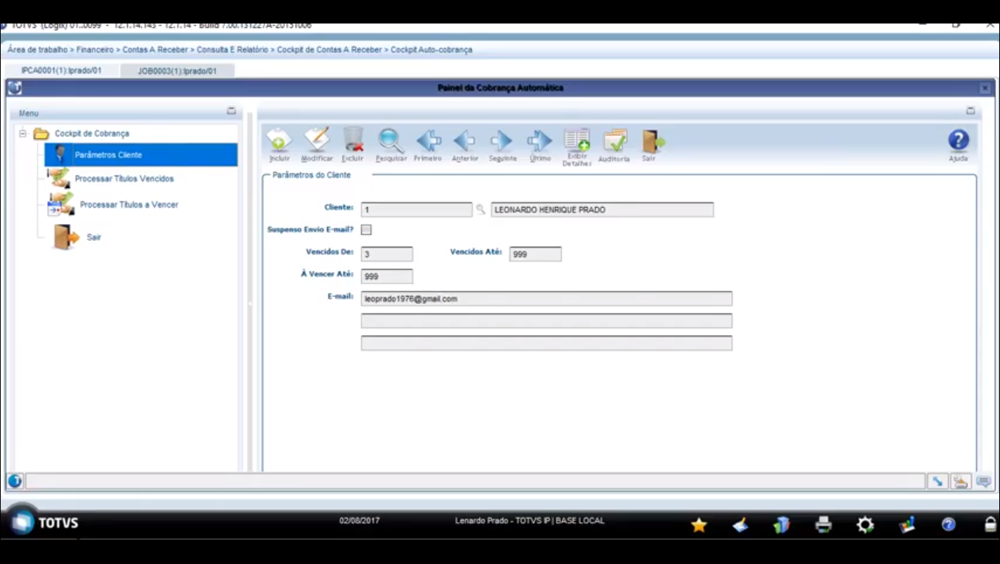 TOTVS (Logix) 01..0099 - 12.1.14.143 - 12.1.14 - Build 7.00.131227A-20151006
Área de trabalho > Financeiro > Contas A Receber > Consulta E Relatório > Cockpit de Contas A Receber > Cockpit Auto-cobrança
IPCA0001(1):lprado/01 JOB0003(1):lprado/01
Painel da Cobrança Automática
Menu
Cockpit de Cobrança
Parâmetros Cliente
Processar Títulos Vencidos
Processar Títulos a Vencer
Sair
Incluir Modificar Excluir Pesquisar Primeiro Anterior Seguinte Último Exibir Detalhes Auditoria Sair Ajuda
Parâmetros do Cliente
Cliente: 1 LEONARDO HENRIQUE PRADO
Suspenso Envio E-mail?
Vencidos De: 3 Vencidos Até: 999
À Vencer Até: 999
E-mail: leoprado1976@gmail.com
TOTVS 02/08/2017 Lenardo Prado - TOTVS IP | BASE LOCAL